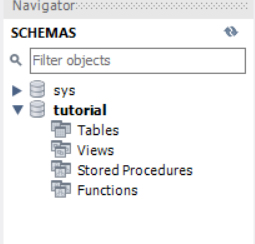 Navigator
SCHEMAS
Filter objects
sys
tutorial
Tables
Views
Stored Procedures
Functions